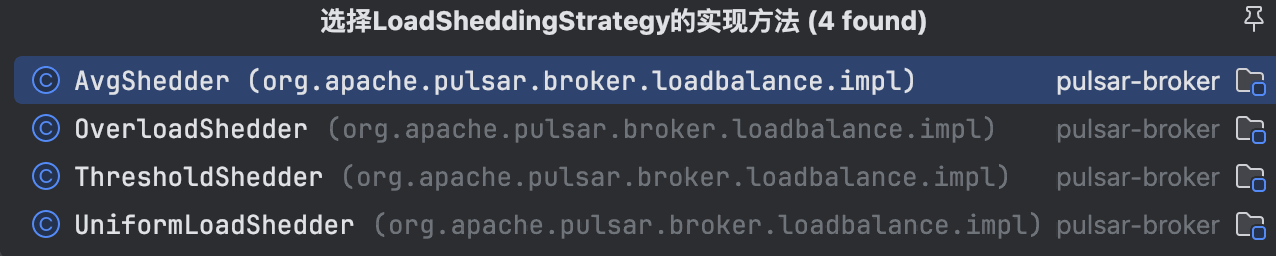 选择LoadSheddingStrategy的实现方法 (4 found)
C AvgShedder (org.apache.pulsar.broker.loadbalance.impl) pulsar-broker
C OverloadShedder (org.apache.pulsar.broker.loadbalance.impl) pulsar-broker
C ThresholdShedder (org.apache.pulsar.broker.loadbalance.impl) pulsar-broker
C UniformLoadShedder (org.apache.pulsar.broker.loadbalance.impl) pulsar-broker